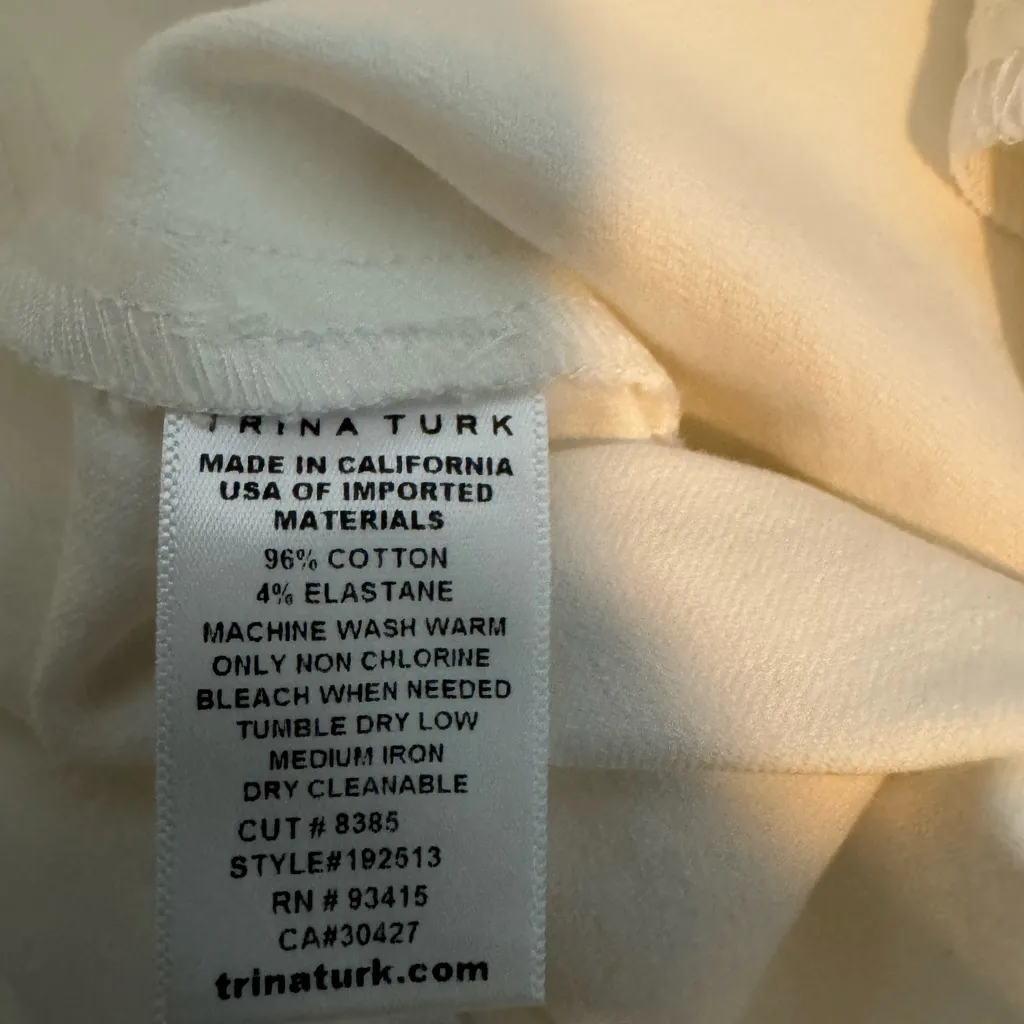 TRINA TURK
MADE IN CALIFORNIA
USA OF IMPORTED
MATERIALS
96% COTTON
4% ELASTANE
MACHINE WASH WARM
ONLY NON CHLORINE
BLEACH WHEN NEEDED
TUMBLE DRY LOW
MEDIUM IRON
DRY CLEANABLE
CUT # 8385
STYLE#192513
RN # 93415
CA#30427
trinaturk.com